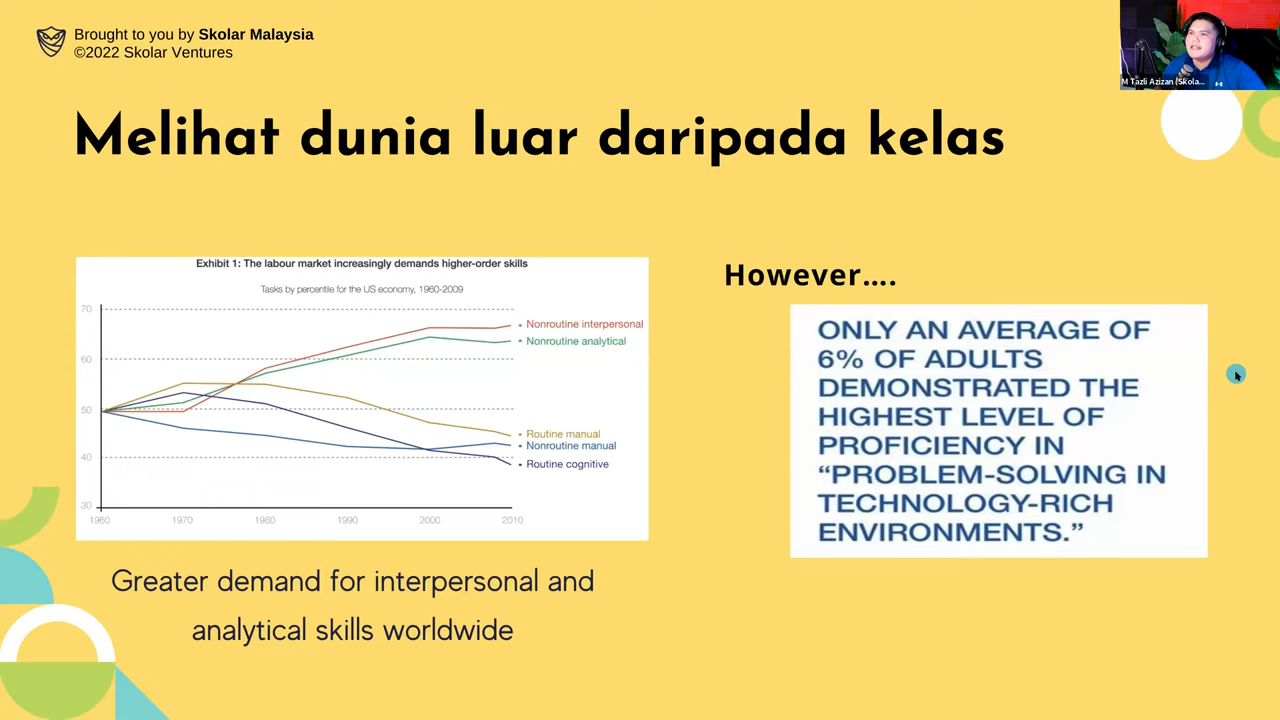 Brought to you by Skolar Malaysia
©2022 Skolar Ventures
M Tazli Azizan (Skola...
Melihat dunia luar daripada kelas
Exhibit 1: The labour market increasingly demands higher-order skills
Tasks by percentile for the US economy, 1960-2009
70
60
50
40
30
1960 1970 1980 1990 2000 2010
Nonroutine interpersonal
Nonroutine analytical
Routine manual
Nonroutine manual
Routine cognitive
Greater demand for interpersonal and
analytical skills worldwide
However....
ONLY AN AVERAGE OF
6% OF ADULTS
DEMONSTRATED THE
HIGHEST LEVEL OF
PROFICIENCY IN
“PROBLEM-SOLVING IN
TECHNOLOGY-RICH
ENVIRONMENTS.”